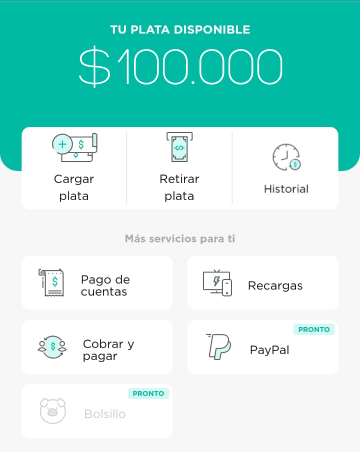 TU PLATA DISPONIBLE
$100.000
Cargar
plata
Retirar
plata
Historial
Más servicios para ti
Pago de
cuentas
Recargas
Cobrar y
pagar
PRONTO
PayPal
PRONTO
Bolsillo